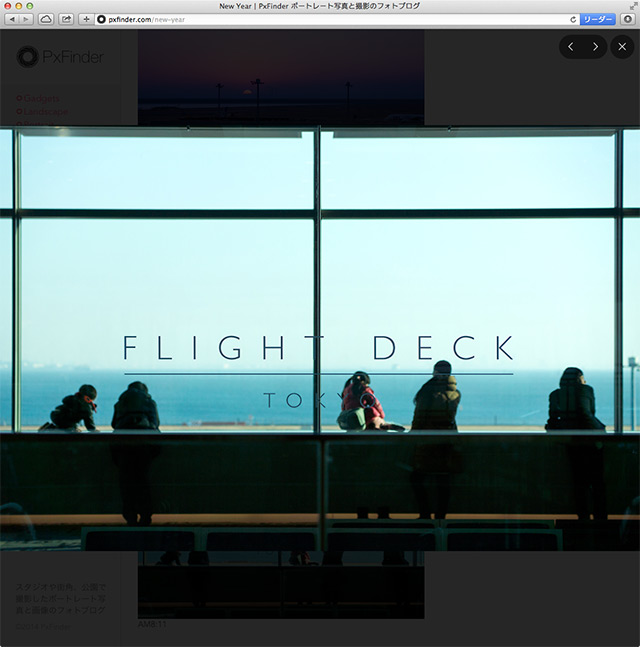 New Year | PxFinder ポートレート写真と撮影のフォトブログ
pxfinder.com/new-year
リーダー
PxFinder
Gadgets
Landscape
FLIGHT DECK
TOKYO
スタジオや街角、公園で
撮影したポートレート写
真と画像のフォトブログ
©2014 PxFinder
AM8:11